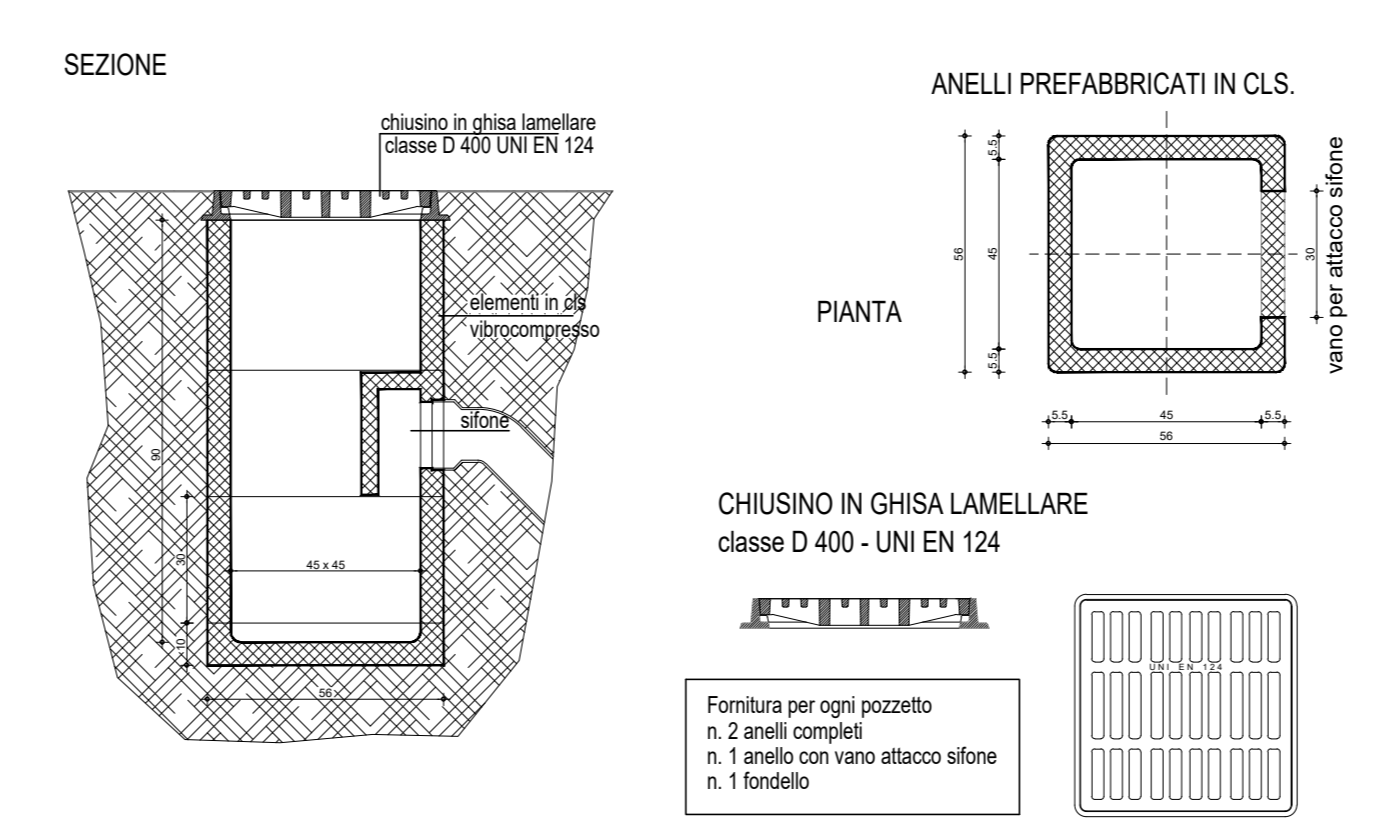 SEZIONE
chiusino in ghisa lamellare
classe D 400 UNI EN 124
elementi in cls
vibrocompresso
sifone
90
30
10
45 x 45
56
ANELLI PREFABBRICATI IN CLS.
PIANTA
5.5
45
5.5
56
30
vano per attacco sifone
5.5
45
5.5
56
CHIUSINO IN GHISA LAMELLARE
classe D 400 - UNI EN 124
UNI EN 124
Fornitura per ogni pozzetto
n. 2 anelli completi
n. 1 anello con vano attacco sifone
n. 1 fondello